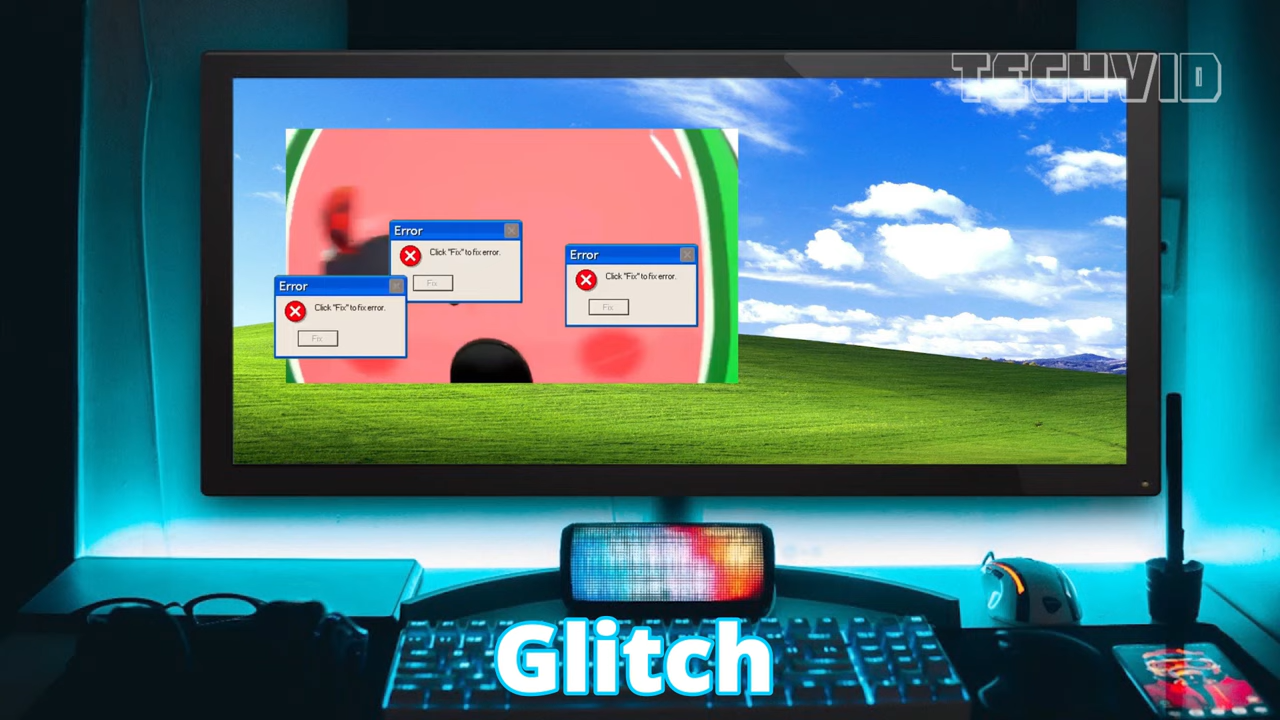 TECHVID
Error
Click "Fix" to fix error.
Fix
Error
Click "Fix" to fix error.
Fix
Error
Click "Fix" to fix error.
Fix
Glitch